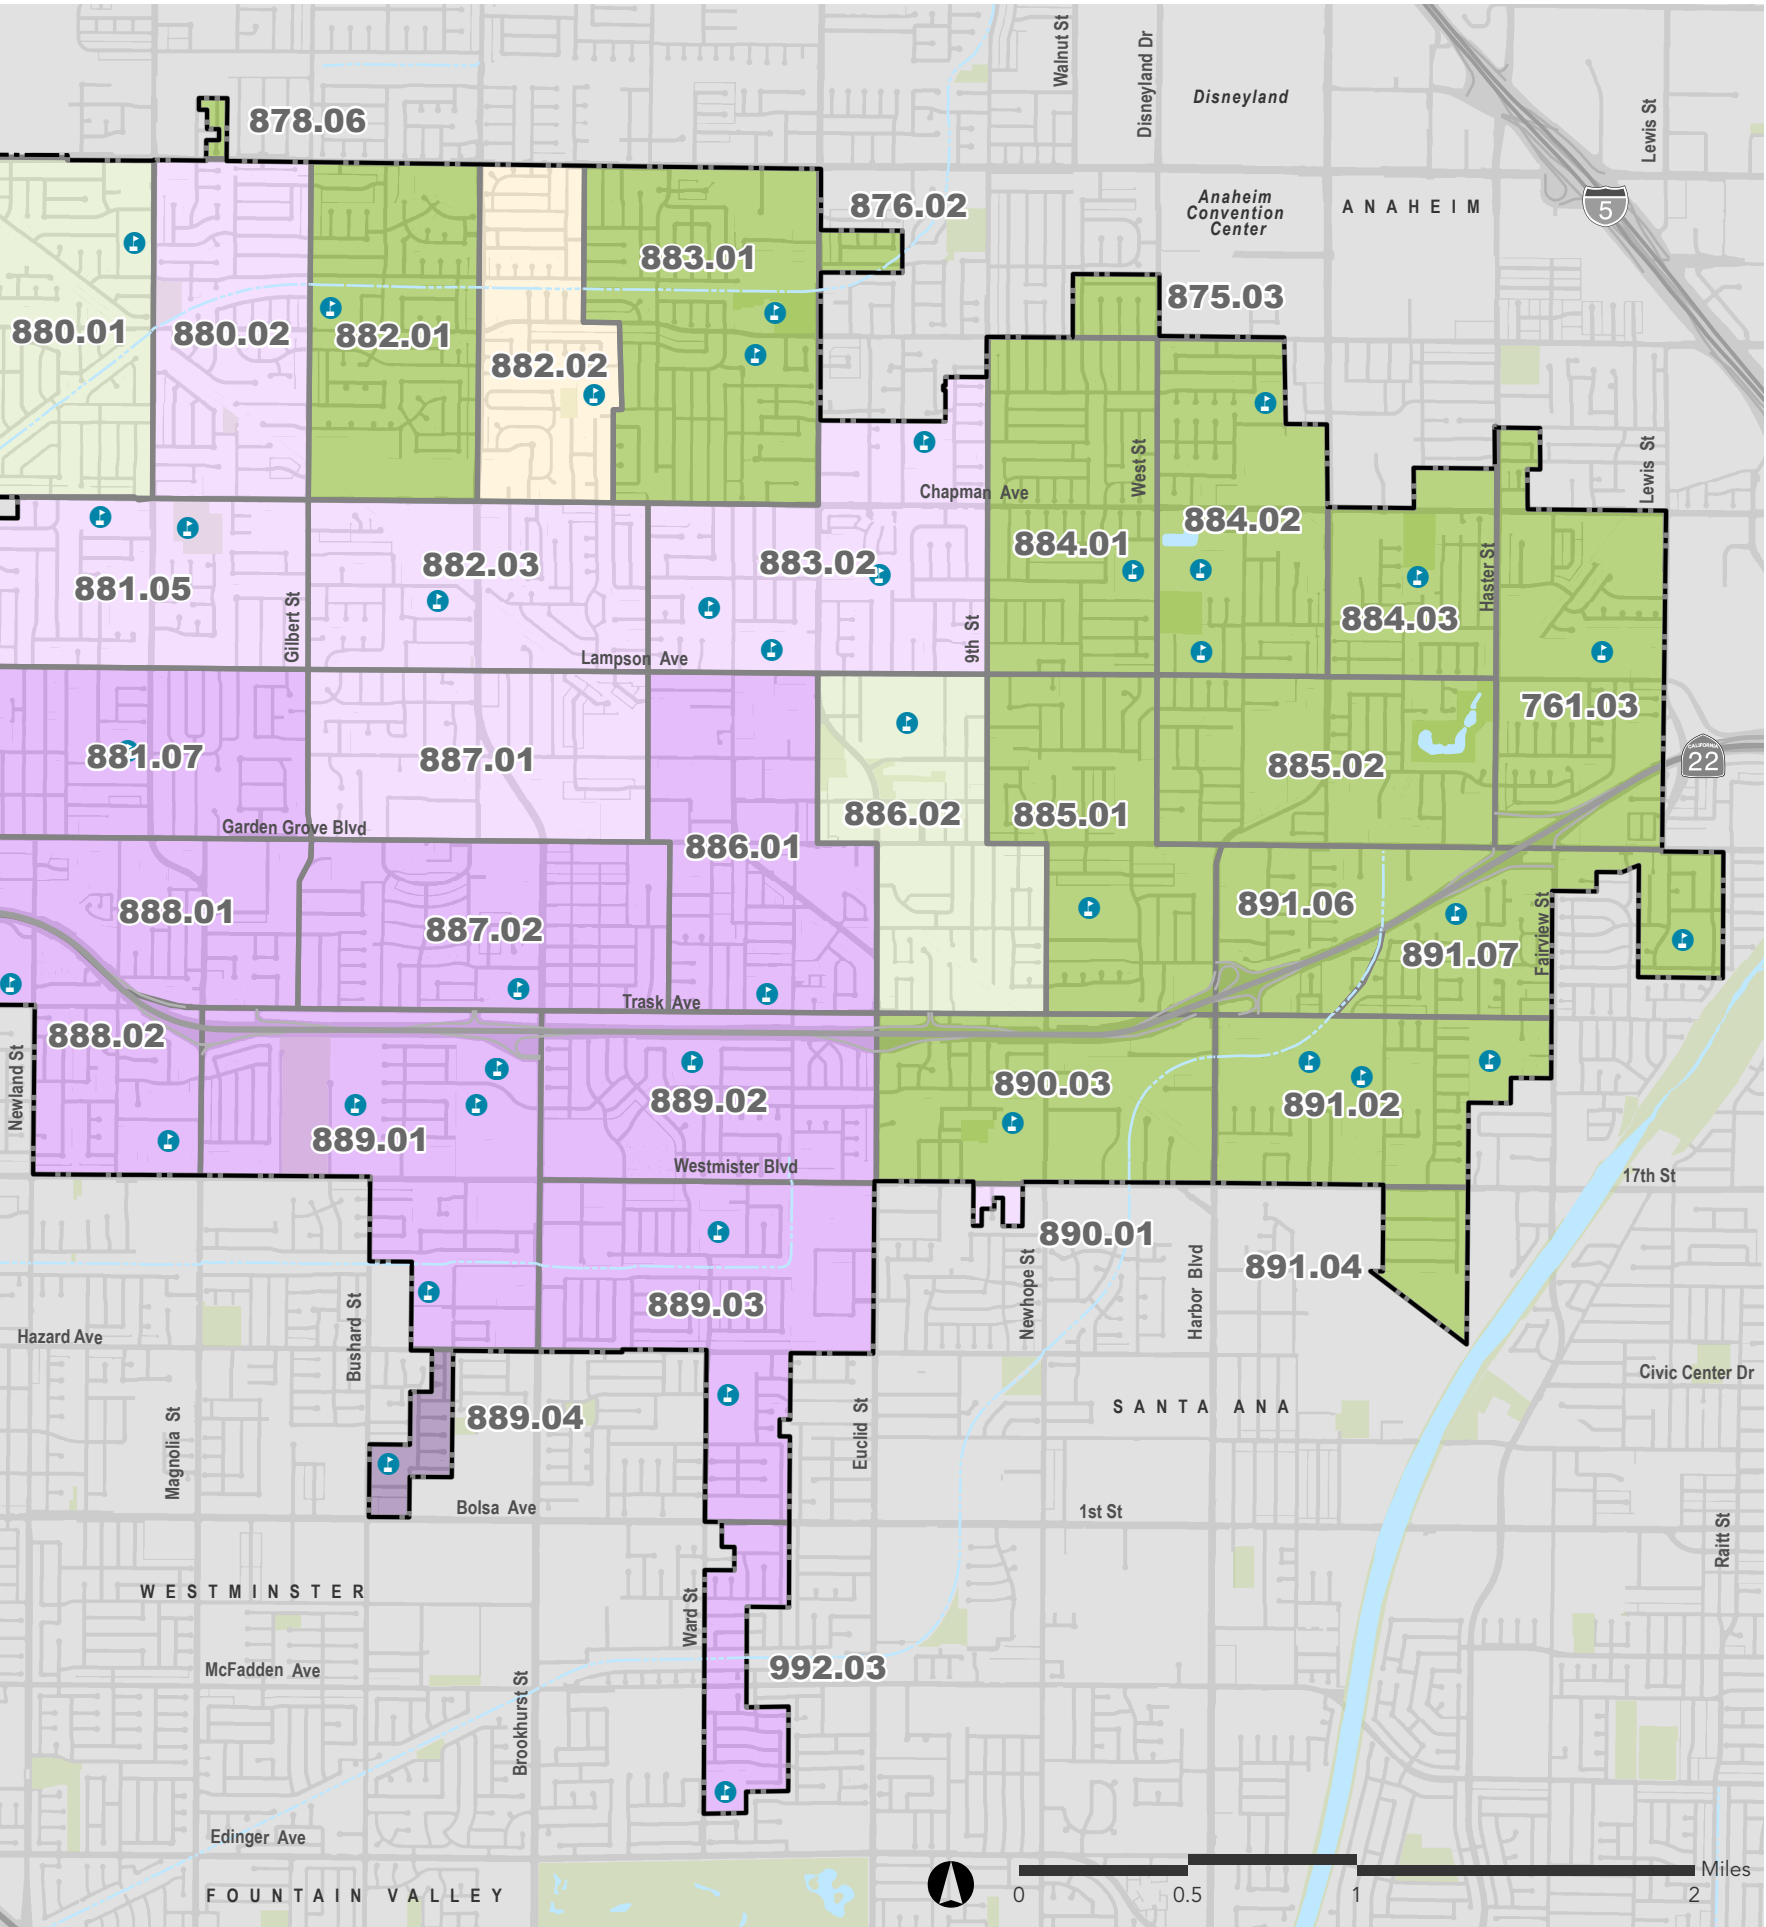 Walnut St
Disneyland Dr
Disneyland
Lewis St
878.06
Anaheim
Convention
Center
ANAHEIM
5
876.02
883.01
875.03
880.01
880.02
882.01
882.02
West St
Lewis St
Chapman Ave
884.02
884.01
882.03
883.02
881.05
Gilbert St
Haster St
884.03
9th St
Lampson Ave
761.03
881.07
887.01
885.02
CALIFORNIA
22
886.02
885.01
Garden Grove Blvd
886.01
888.01
887.02
891.06
Fairview St
891.07
Trask Ave
888.02
Newland St
890.03
889.02
891.02
889.01
Westmister Blvd
17th St
890.01
Newhope St
Harbor Blvd
891.04
889.03
Bushard St
Hazard Ave
Civic Center Dr
SANTA ANA
889.04
Euclid St
Magnolia St
Bolsa Ave
1st St
Raitt St
WESTMINSTER
Ward St
McFadden Ave
992.03
Brookhurst St
Edinger Ave
FOUNTAIN VALLEY
Miles
0
0.5
1
2